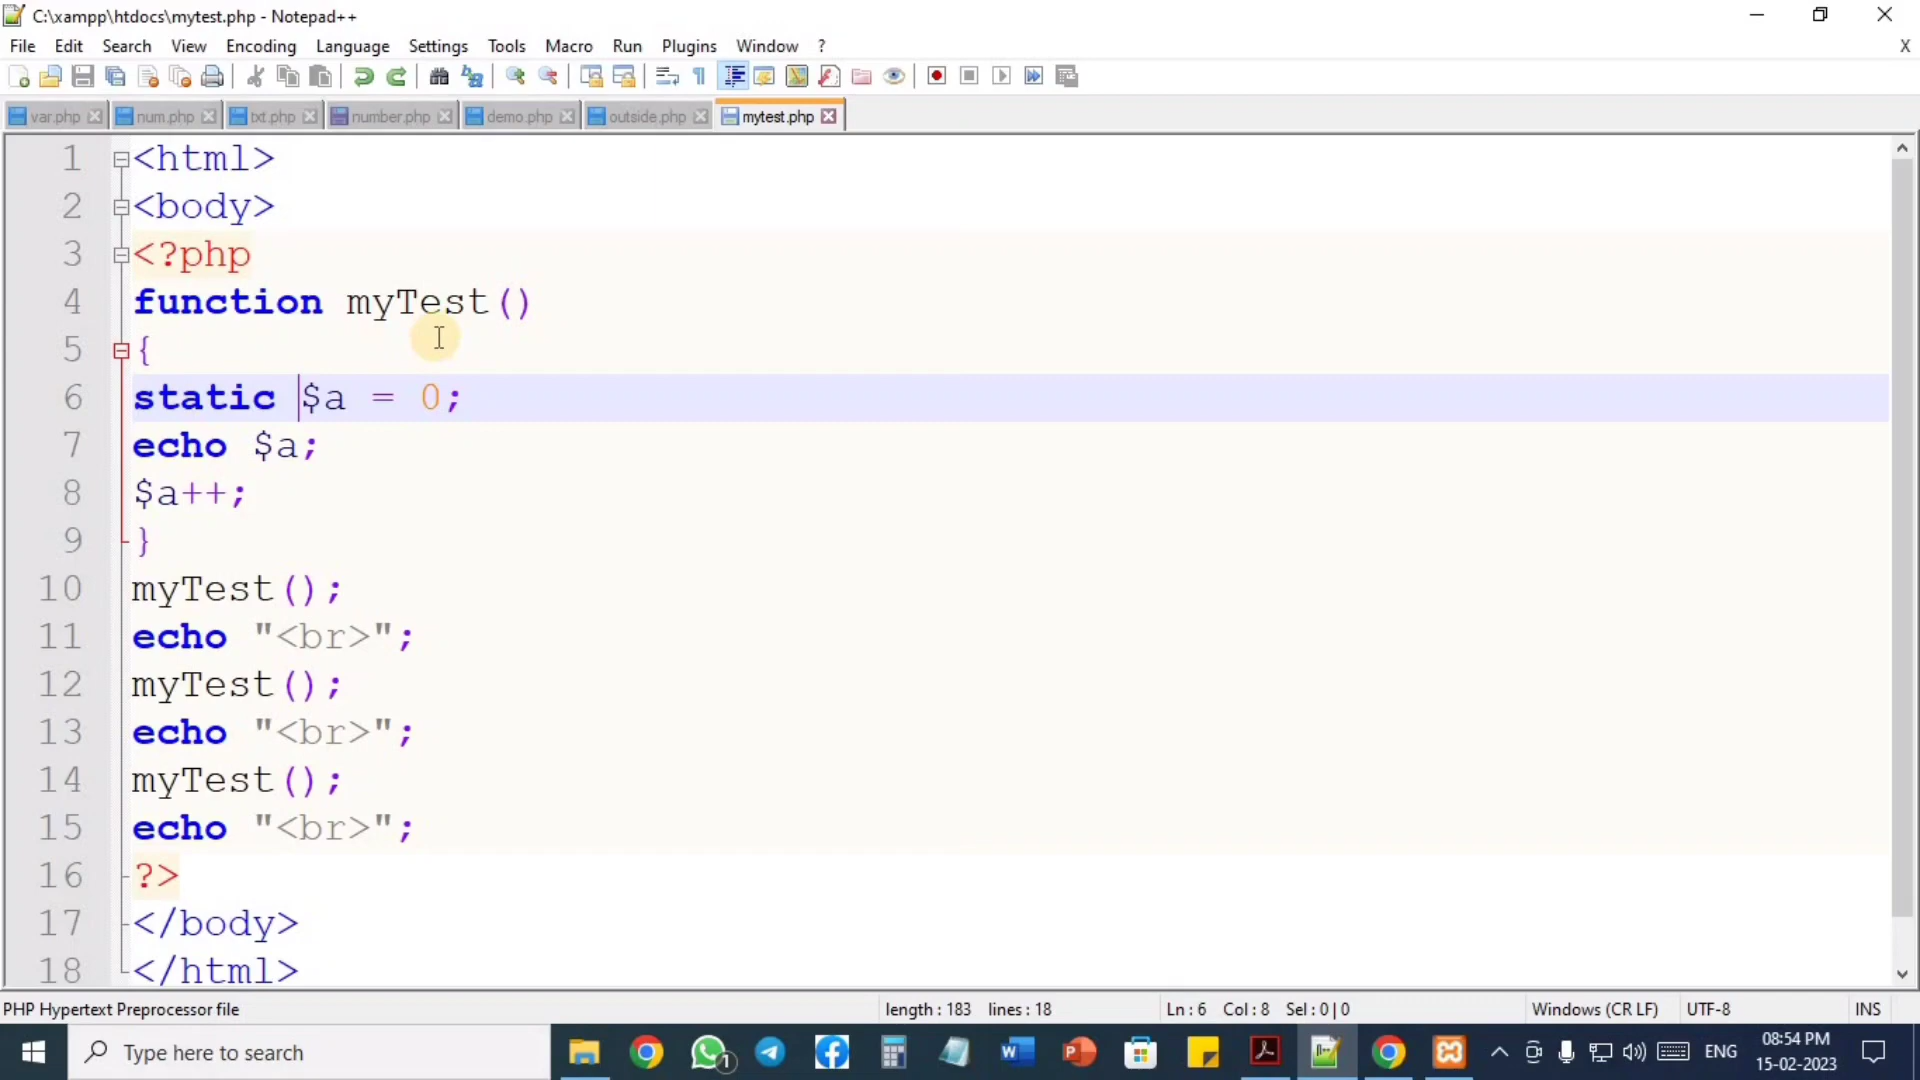 C:\xampp\htdocs\mytest.php - Notepad++
File Edit Search View Encoding Language Settings Tools Macro Run Plugins Window ? X
var.php num.php txt.php number.php demo.php outside.php mytest.php
1 <html>
2 <body>
3 <?php
4 function myTest()
5 {
6 static $a = 0;
7 echo $a;
8 $a++;
9 }
10 myTest();
11 echo "<br>";
12 myTest();
13 echo "<br>";
14 myTest();
15 echo "<br>";
16 ?>
17 </body>
18 </html>
PHP Hypertext Preprocessor file length : 183 lines : 18 Ln : 6 Col : 8 Sel : 0 | 0 Windows (CR LF) UTF-8 INS
Type here to search 1 ENG 08:54 PM
15-02-2023